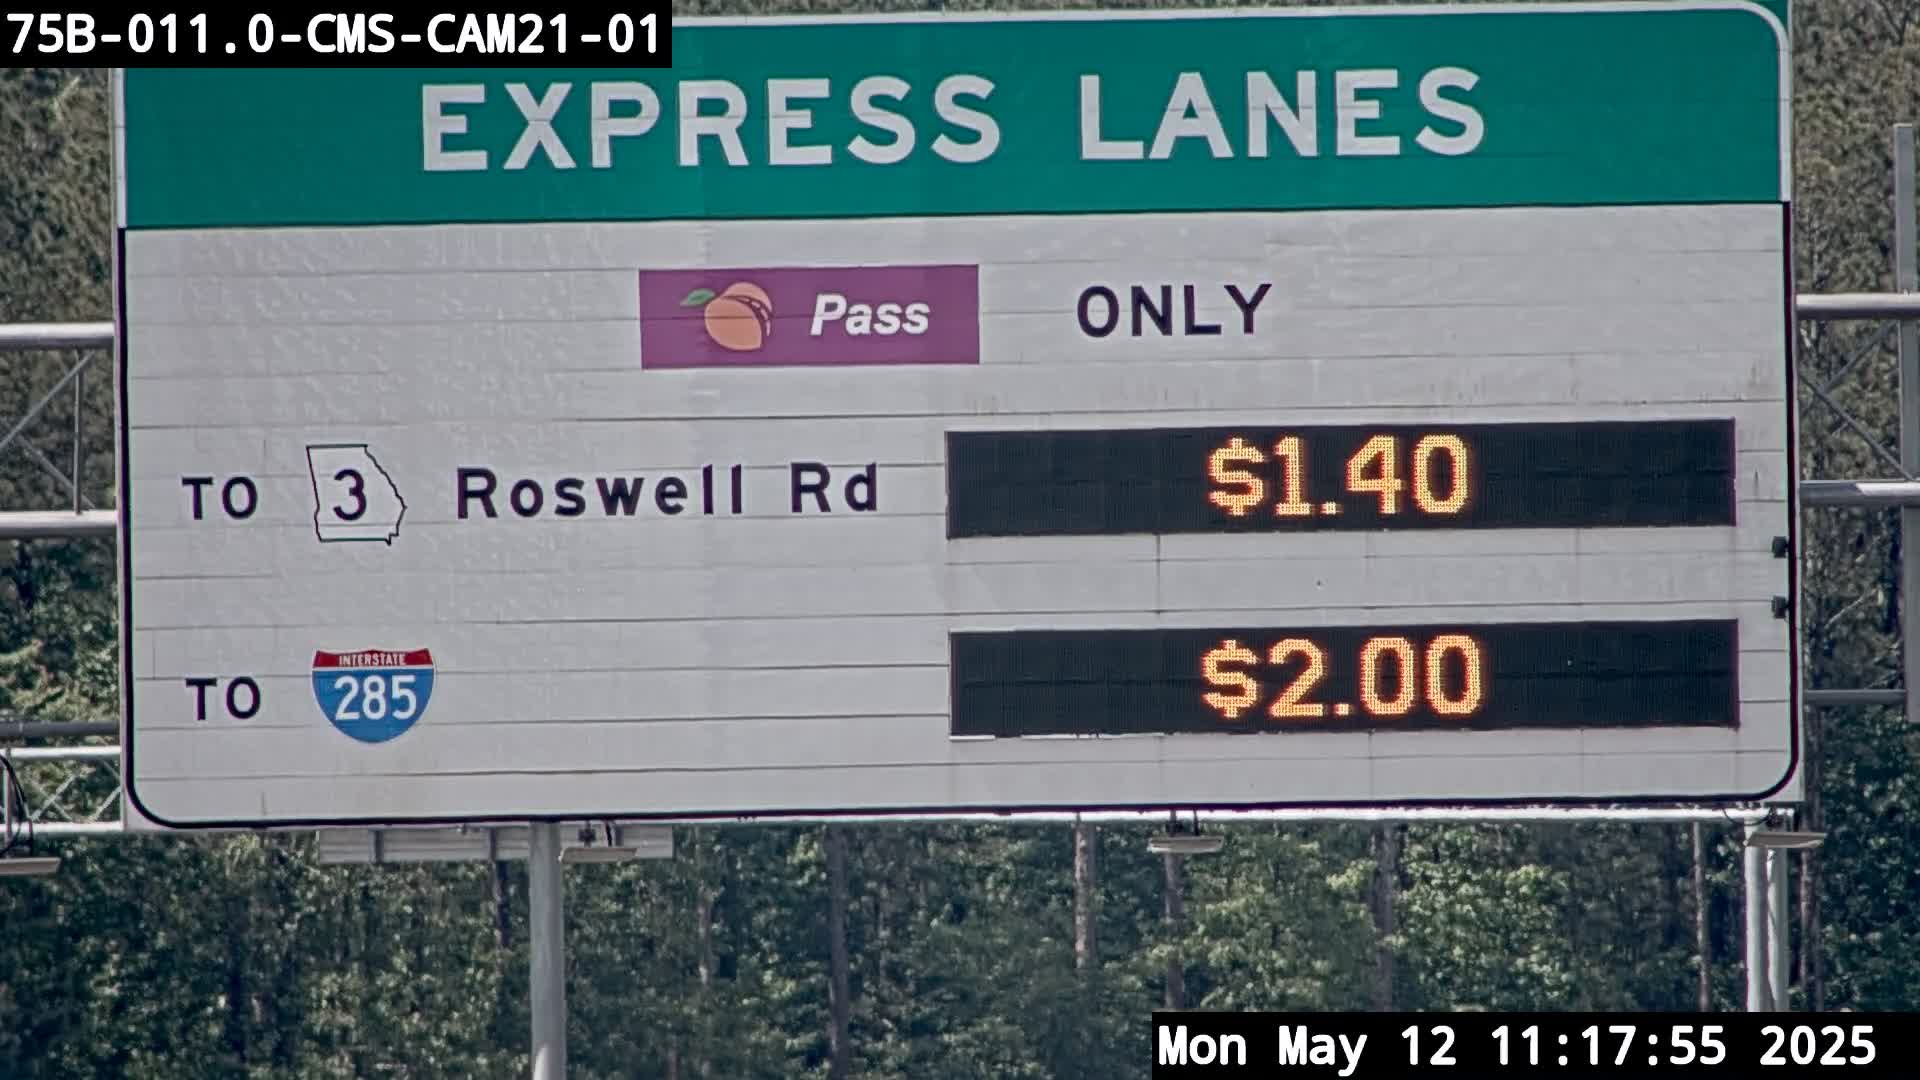 75B-011.0-CMS-CAM21-01
EXPRESS LANES
Pass ONLY
TO 3 Roswell Rd $1.40
INTERSTATE
TO 285 $2.00
Mon May 12 11:17:55 2025